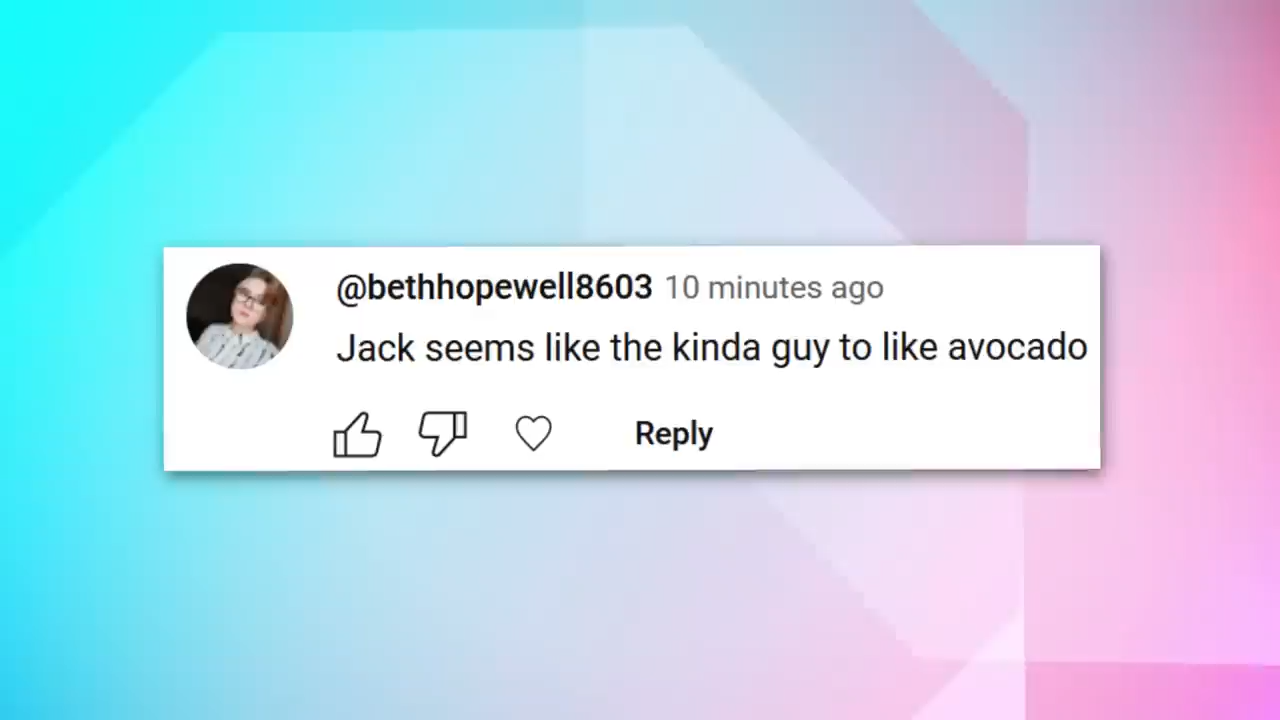 @bethhopewell8603 10 minutes ago
Jack seems like the kinda guy to like avocado
Reply